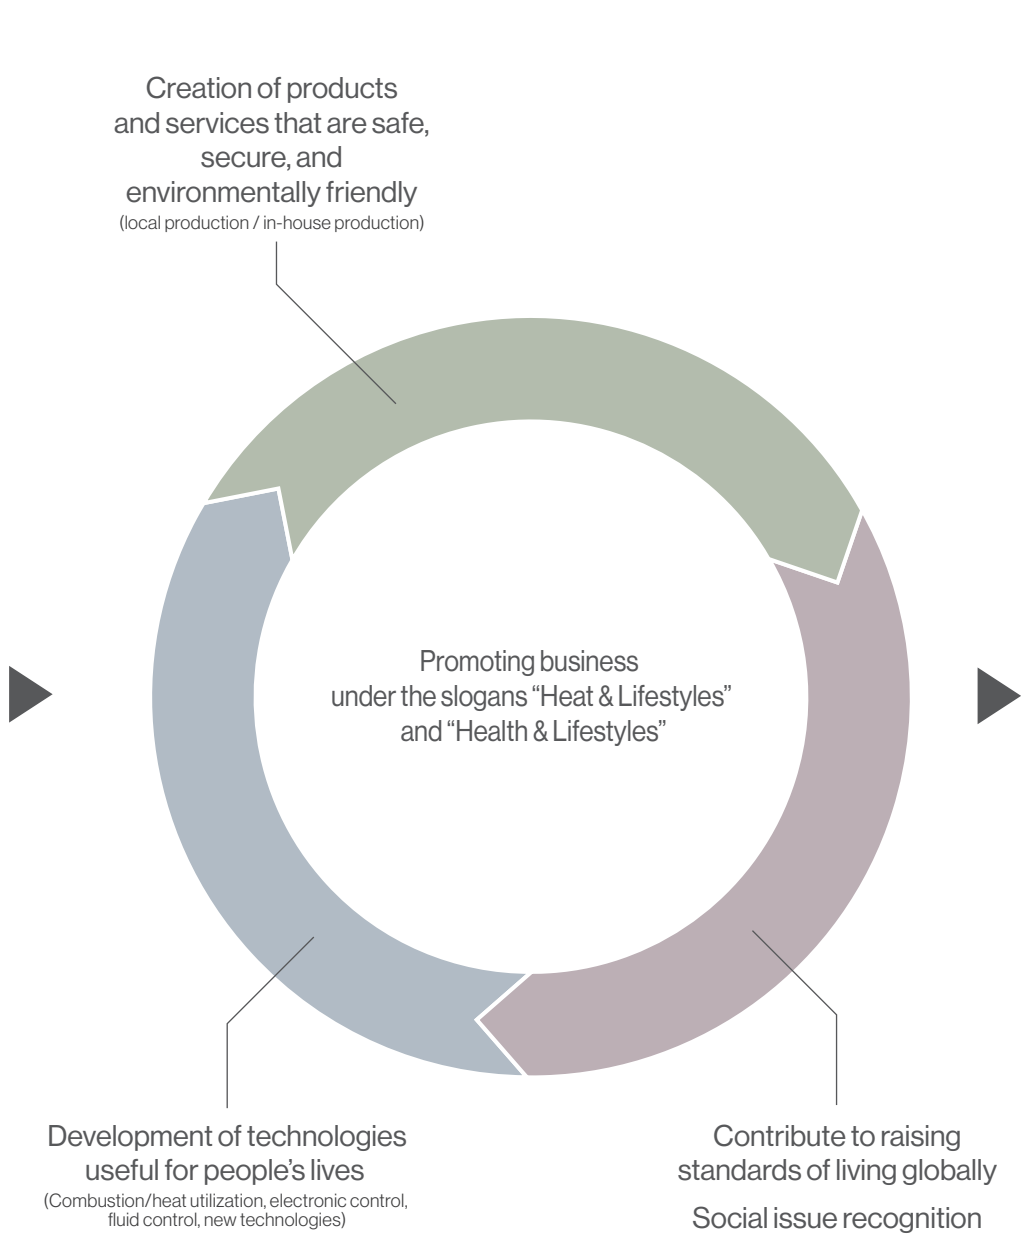 Creation of products
and services that are safe,
secure, and
environmentally friendly
(local production / in-house production)
Promoting business
under the slogans “Heat & Lifestyles”
and “Health & Lifestyles”
Development of technologies
useful for people’s lives
(Combustion/heat utilization, electronic control,
fluid control, new technologies)
Contribute to raising
standards of living globally
Social issue recognition